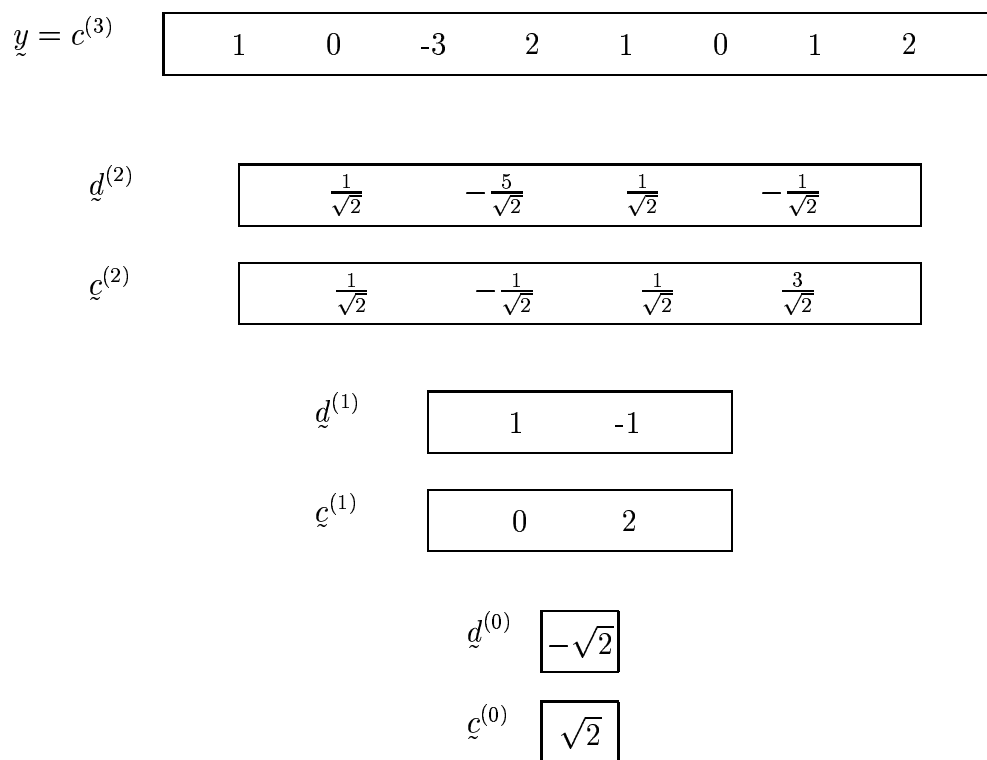 y̰ = c⁽³⁾ 1 0 -3 2 1 0 1 2
d̰⁽²⁾ 1/√2 −5/√2 1/√2 −1/√2
c̰⁽²⁾ 1/√2 −1/√2 1/√2 3/√2
d̰⁽¹⁾ 1 -1
c̰⁽¹⁾ 0 2
d̰⁽⁰⁾ −√2
c̰⁽⁰⁾ √2